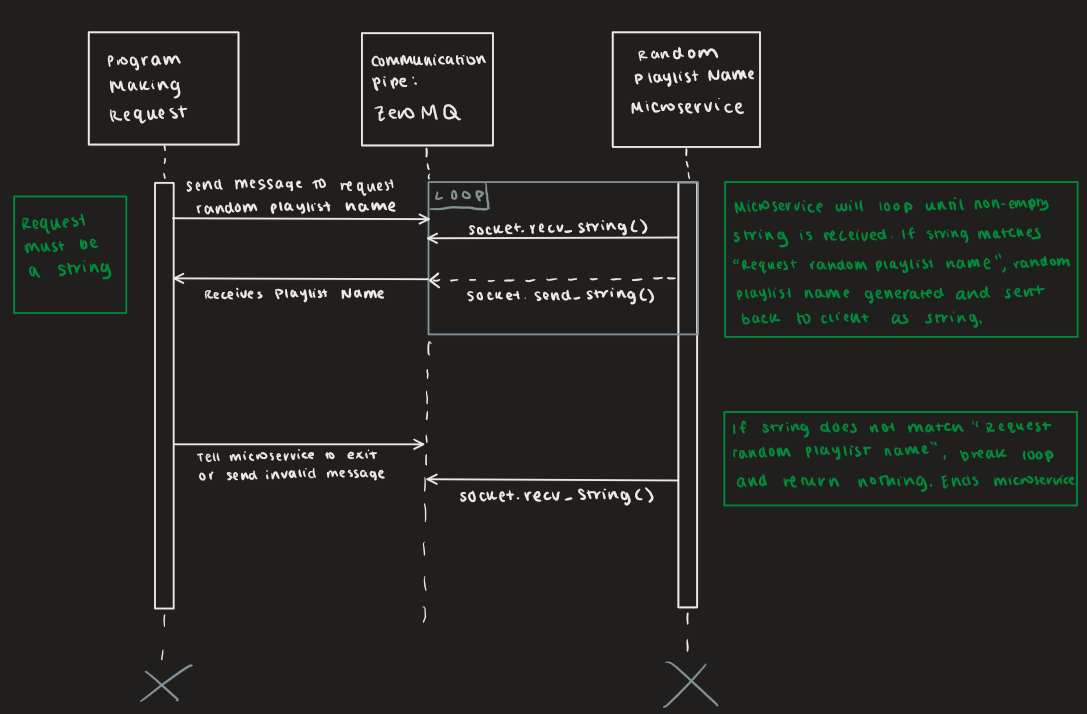 Program
Making
Request
Communication
Pipe:
ZeroMQ
Random
Playlist Name
Microservice
Send message to request
random playlist name
LOOP
socket.recv_string()
Receives Playlist Name
socket.send_string()
Request
must be
a string
Microservice will loop until non-empty
string is received. If string matches
"Request random playlist name", random
playlist name generated and sent
back to client as string.
Tell microservice to exit
or send invalid message
socket.recv_string()
If string does not match "Request
random playlist name", break loop
and return nothing. Ends microservice.